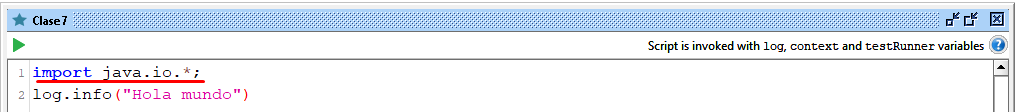 Clase7
Script is invoked with log, context and testRunner variables
1 import java.io.*;
2 log.info("Hola mundo")